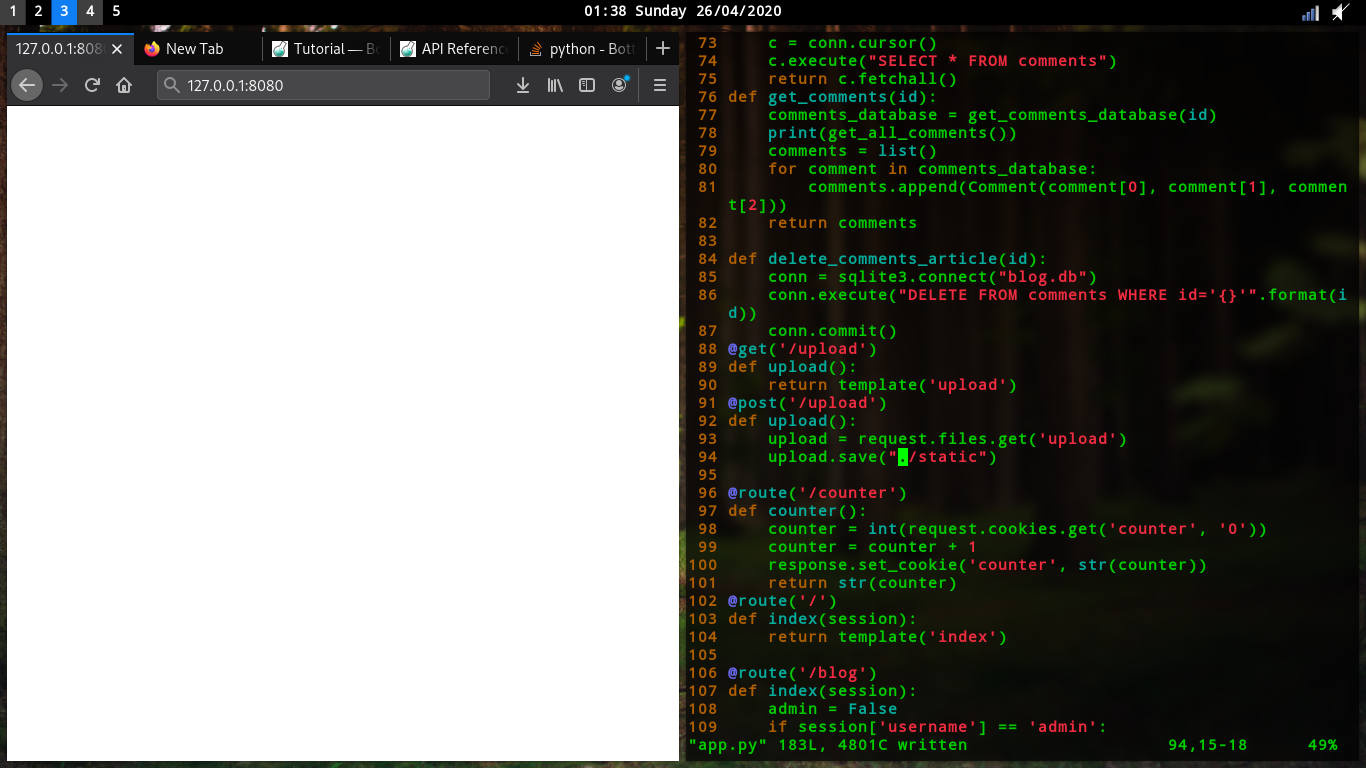 1 2 3 4 5
01:38 Sunday 26/04/2020
127.0.0.1:808
New Tab
Tutorial — Bo
API Referenc
python - Bott
127.0.0.1:8080
73     c = conn.cursor()
74     c.execute("SELECT * FROM comments")
75     return c.fetchall()
76 def get_comments(id):
77     comments_database = get_comments_database(id)
78     print(get_all_comments())
79     comments = list()
80     for comment in comments_database:
81         comments.append(Comment(comment[0], comment[1], commen
t[2]))
82     return comments
83
84 def delete_comments_article(id):
85     conn = sqlite3.connect("blog.db")
86     conn.execute("DELETE FROM comments WHERE id='{}'".format(i
d))
87     conn.commit()
88 @get('/upload')
89 def upload():
90     return template('upload')
91 @post('/upload')
92 def upload():
93     upload = request.files.get('upload')
94     upload.save("./static")
95
96 @route('/counter')
97 def counter():
98     counter = int(request.cookies.get('counter', '0'))
99     counter = counter + 1
100     response.set_cookie('counter', str(counter))
101     return str(counter)
102 @route('/')
103 def index(session):
104     return template('index')
105
106 @route('/blog')
107 def index(session):
108     admin = False
109     if session['username'] == 'admin':
"app.py" 183L, 4801C written 94,15-18 49%